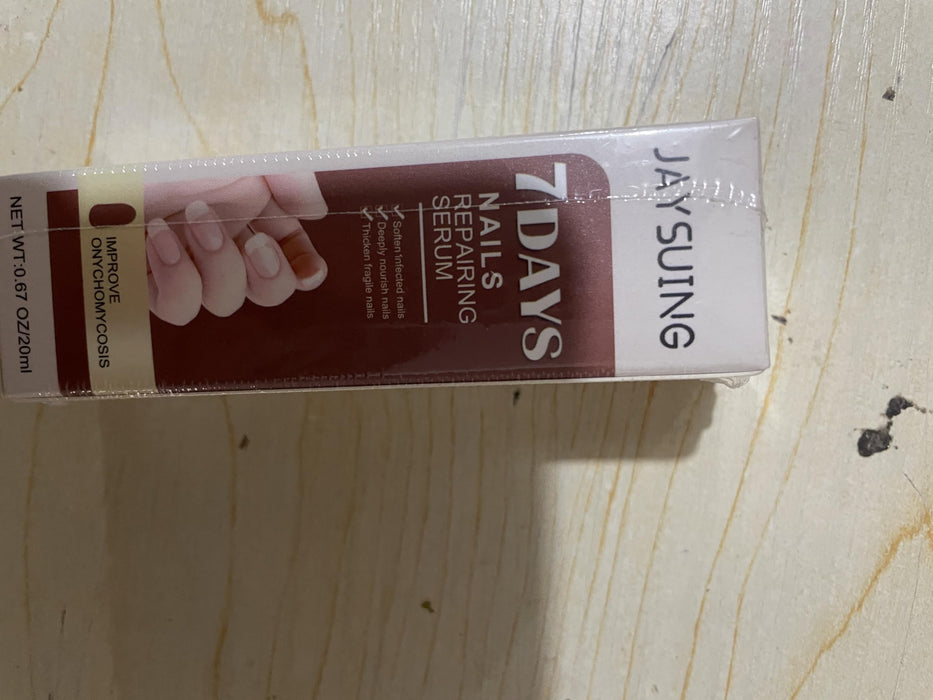 JAYSUING
7DAYS
NAILS
REPAIRING
SERUM
Soften Infected nails
Deeply nourish nails
Thicken fragile nails
IMPROVE
ONYCHOMYCOSIS
NET WT:0.67 OZ/20ml